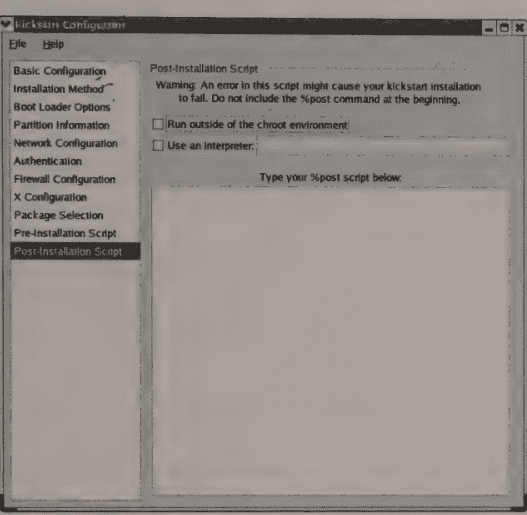 Kickstart Configuration
File Help
Basic Configuration
Installation Method
Boot Loader Options
Partition Information
Network Configuration
Authentication
Firewall Configuration
X Configuration
Package Selection
Pre-Installation Script
Post-Installation Script
Post-Installation Script
Warning: An error in this script might cause your kickstart installation
to fail. Do not include the %post command at the beginning.
Run outside of the chroot environment
Use an interpreter:
Type your %post script below: